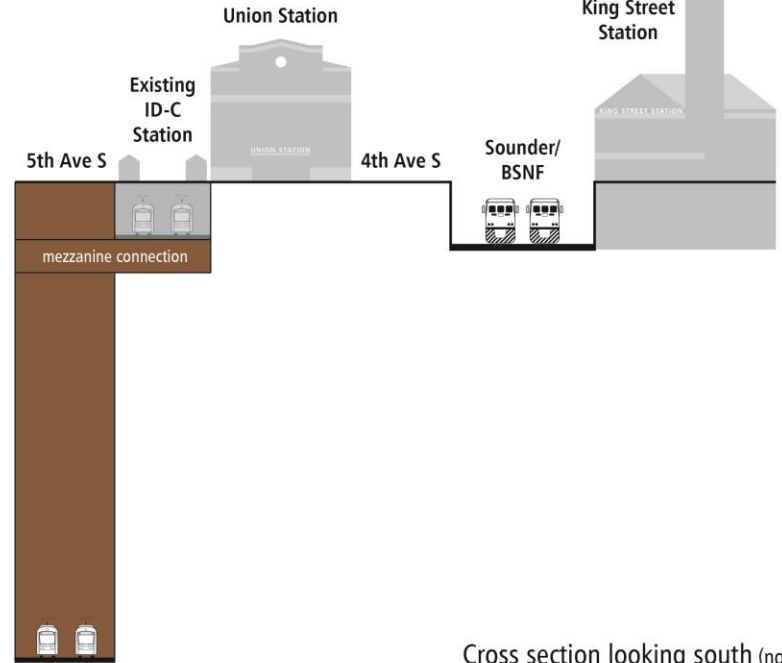 Union Station
King Street
Station
Existing
ID-C
Station
UNION STATION
KING STREET STATION
5th Ave S
4th Ave S
Sounder/
BSNF
mezzanine connection
Cross section looking south